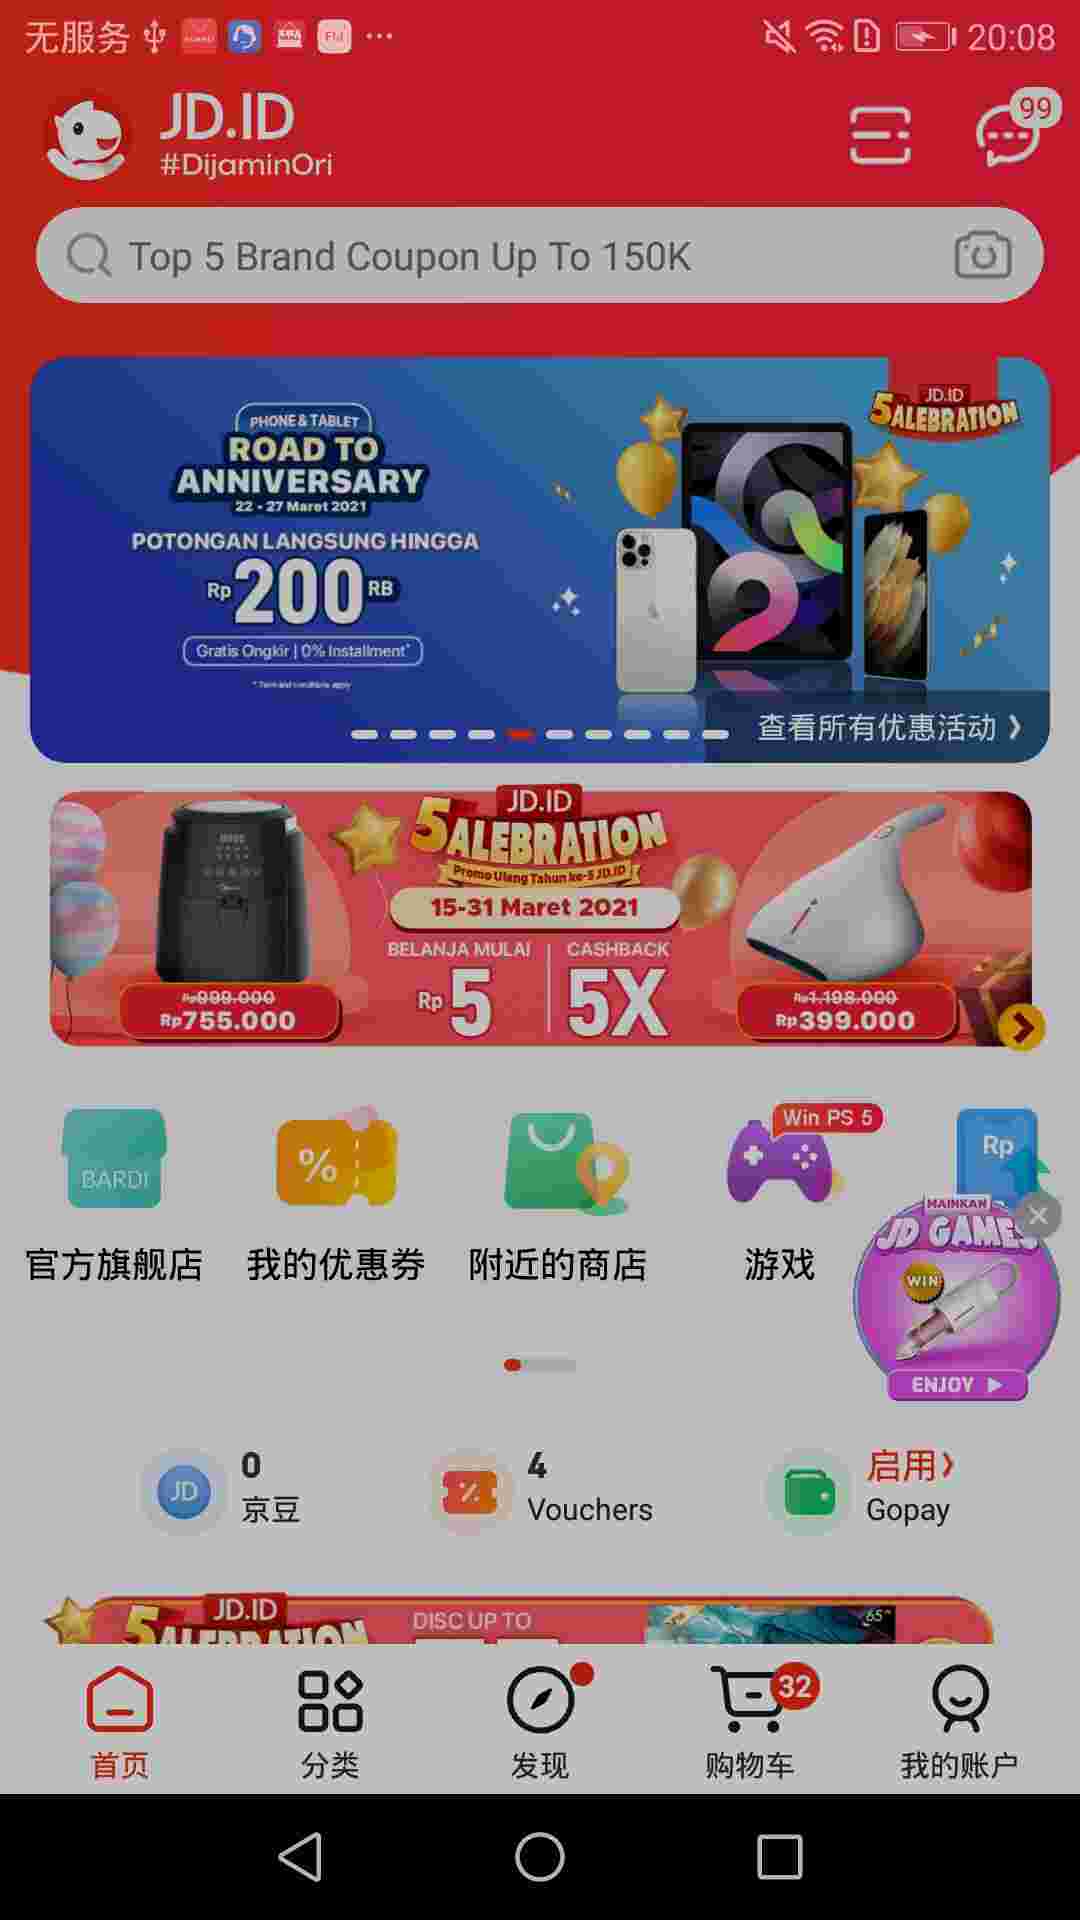 无服务
20:08
JD.ID
#DijaminOri
99
Top 5 Brand Coupon Up To 150K
PHONE & TABLET
ROAD TO
ANNIVERSARY
22 - 27 Maret 2021
POTONGAN LANGSUNG HINGGA
Rp 200 RB
Gratis Ongkir | 0% Installment*
* Term and conditions apply
JD.ID
5ALEBRATION
查看所有优惠活动 》
JD.ID
5ALEBRATION
Promo Ulang Tahun ke-5 JD.ID
15-31 Maret 2021
BELANJA MULAI
Rp 5
CASHBACK
5X
Rp999.000
Rp755.000
Rp1.198.000
Rp399.000
BARDI
%
Win PS 5
Rp
官方旗舰店
我的优惠券
附近的商店
游戏
MAINKAN
JD GAMES
WIN
ENJOY
JD
0
京豆
4
Vouchers
启用
Gopay
JD.ID
5ALEBRATION
DISC UP TO
65"
首页
分类
发现
32
购物车
我的账户